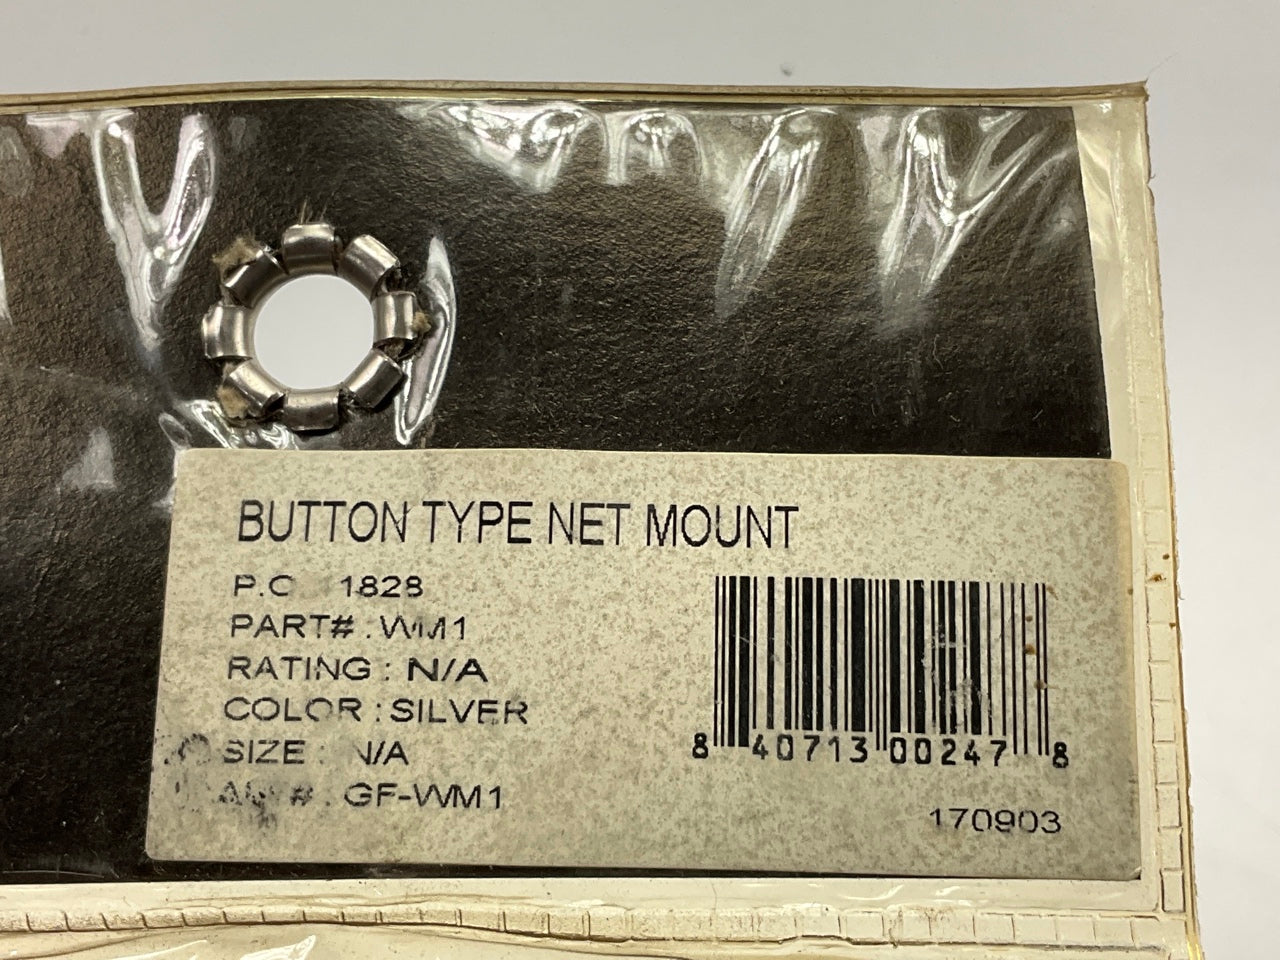 BUTTON TYPE NET MOUNT
P.O 1828
PART# : WM1
RATING : N/A
COLOR : SILVER
SIZE : N/A
# : GF-WM1
8 40713 00247 8
170903